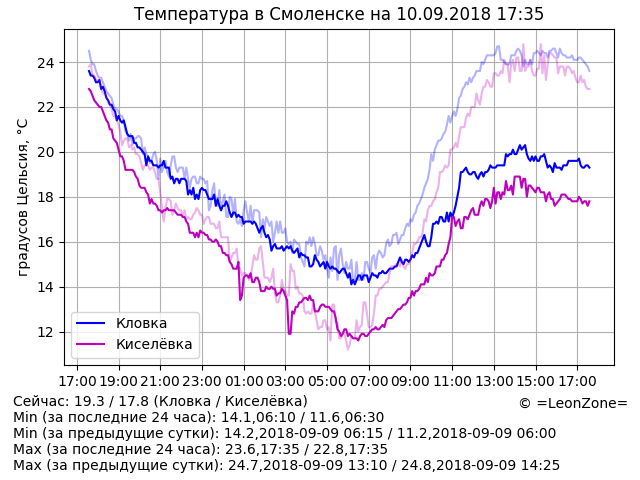 Температура в Смоленске на 10.09.2018 17:35
градусов Цельсия, °C
24
22
20
18
16
14
12
Кловка
Киселёвка
17:00 19:00 21:00 23:00 01:00 03:00 05:00 07:00 09:00 11:00 13:00 15:00 17:00
Сейчас: 19.3 / 17.8 (Кловка / Киселёвка)
© =LeonZone=
Min (за последние 24 часа): 14.1,06:10 / 11.6,06:30
Min (за предыдущие сутки): 14.2,2018-09-09 06:15 / 11.2,2018-09-09 06:00
Max (за последние 24 часа): 23.6,17:35 / 22.8,17:35
Max (за предыдущие сутки): 24.7,2018-09-09 13:10 / 24.8,2018-09-09 14:25